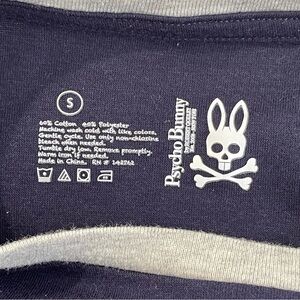 S
60% Cotton 40% Polyester
Machine wash cold with like colors.
Gentle cycle. Use only non-chlorine
bleach when needed.
Tumble dry low. Remove promptly.
Warm iron if needed.
Made in China. RN # 148762
Psycho Bunny